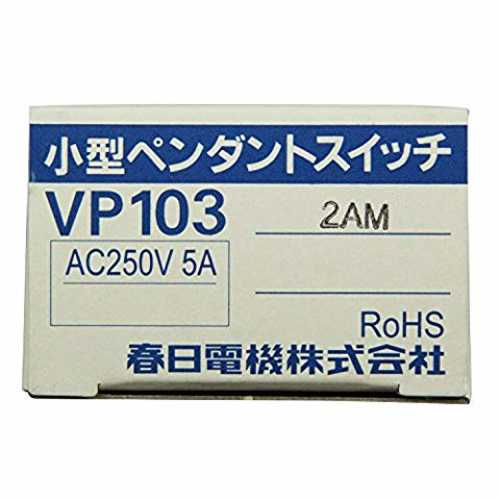 小型ペンダントスイッチ
VP103
2AM
AC250V 5A
RoHS
春日電機株式会社